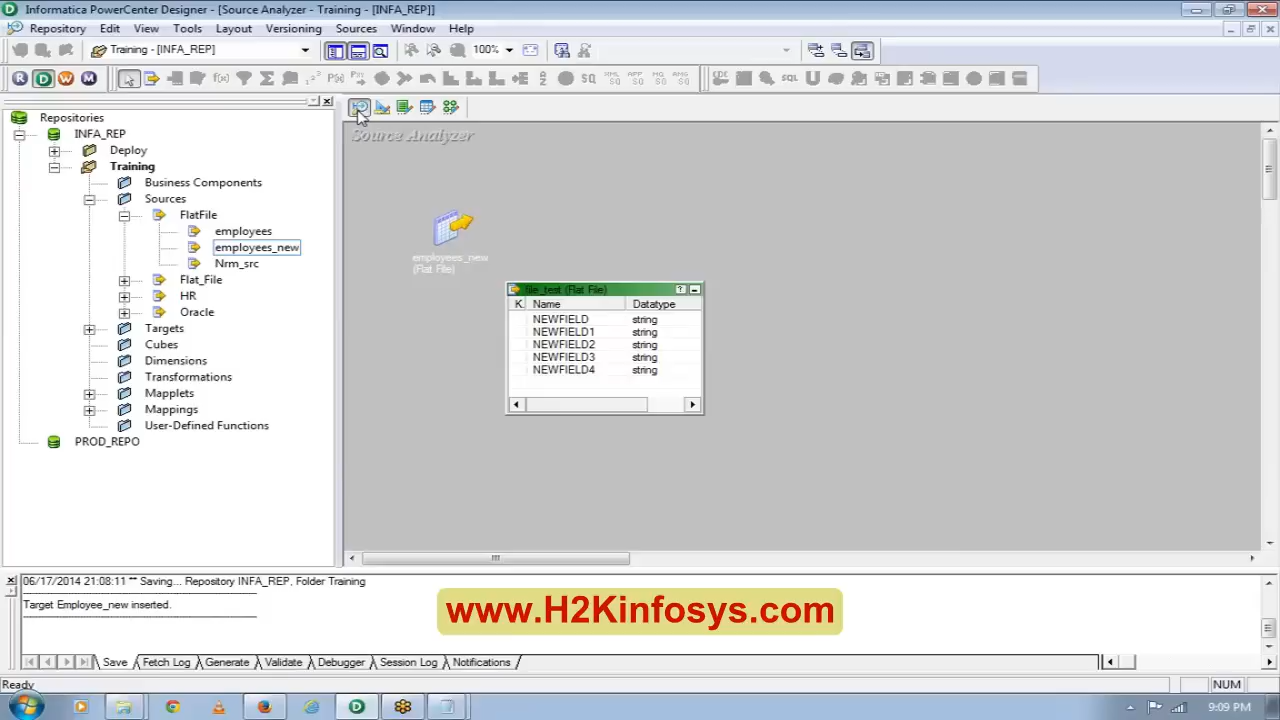 Informatica PowerCenter Designer - [Source Analyzer - Training - [INFA_REP]]
Repository Edit View Tools Layout Versioning Sources Window Help
Training - [INFA_REP] 100%
R D W M
Source Analyzer
Repositories
INFA_REP
Deploy
Training
Business Components
Sources
FlatFile
employees
employees_new
Nrm_src
Flat_File
HR
Oracle
Targets
Cubes
Dimensions
Transformations
Mapplets
Mappings
User-Defined Functions
PROD_REPO
employees_new
(Flat File)
file_test (Flat File)
K. Name Datatype
NEWFIELD string
NEWFIELD1 string
NEWFIELD2 string
NEWFIELD3 string
NEWFIELD4 string
06/17/2014 21:08:11 ** Saving... Repository INFA_REP, Folder Training
Target Employee_new inserted.
www.H2Kinfosys.com
Save Fetch Log Generate Validate Debugger Session Log Notifications
Ready NUM
9:09 PM